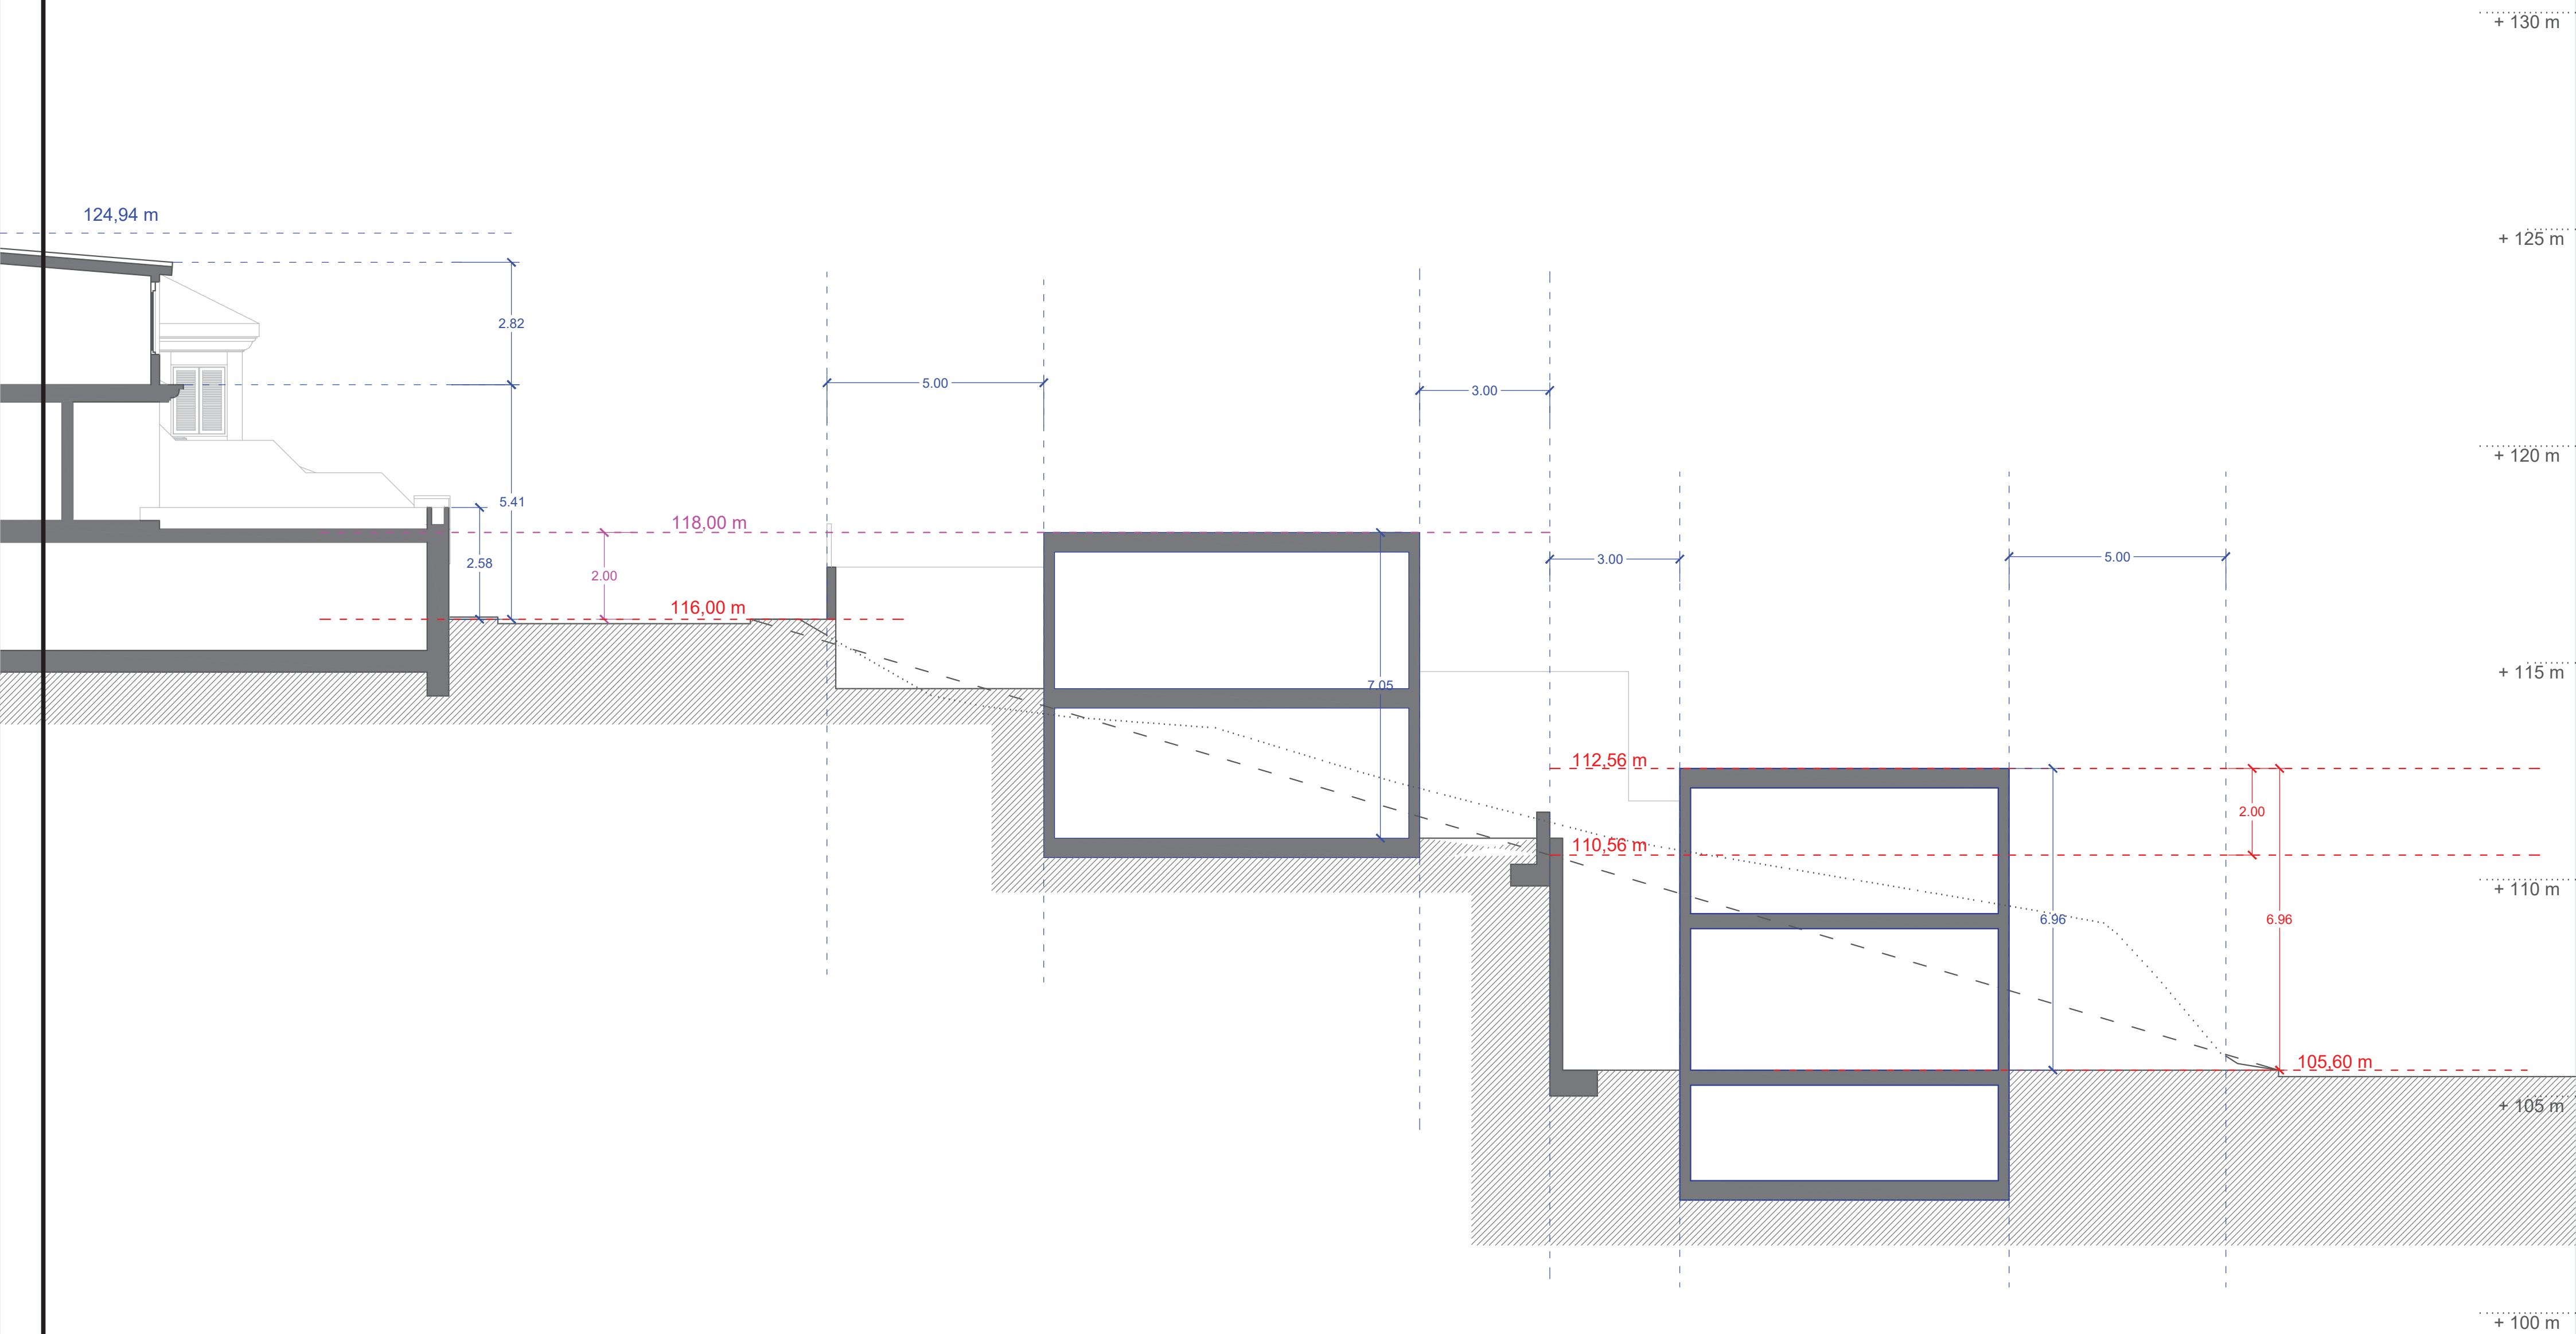 + 130 m
124,94 m
+ 125 m
2.82
5.00
3.00
+ 120 m
5.41
118,00 m
2.58
2.00
3.00
5.00
116,00 m
+ 115 m
7.05
112,56 m
2.00
110,56 m
+ 110 m
6.96
6.96
105,60 m
+ 105 m
+ 100 m